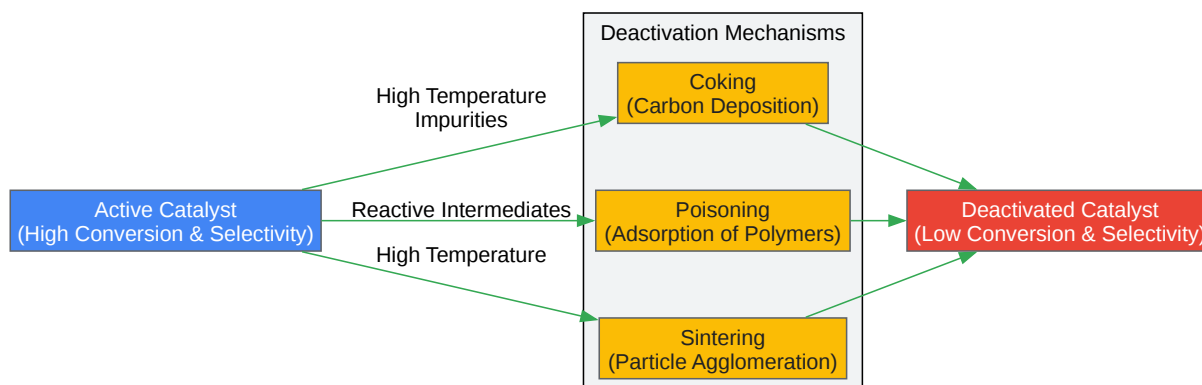 Deactivation Mechanisms
High Temperature
Impurities
Coking
(Carbon Deposition)
Active Catalyst
(High Conversion & Selectivity)
Reactive Intermediates
Poisoning
(Adsorption of Polymers)
Deactivated Catalyst
(Low Conversion & Selectivity)
High Temperature
Sintering
(Particle Agglomeration)